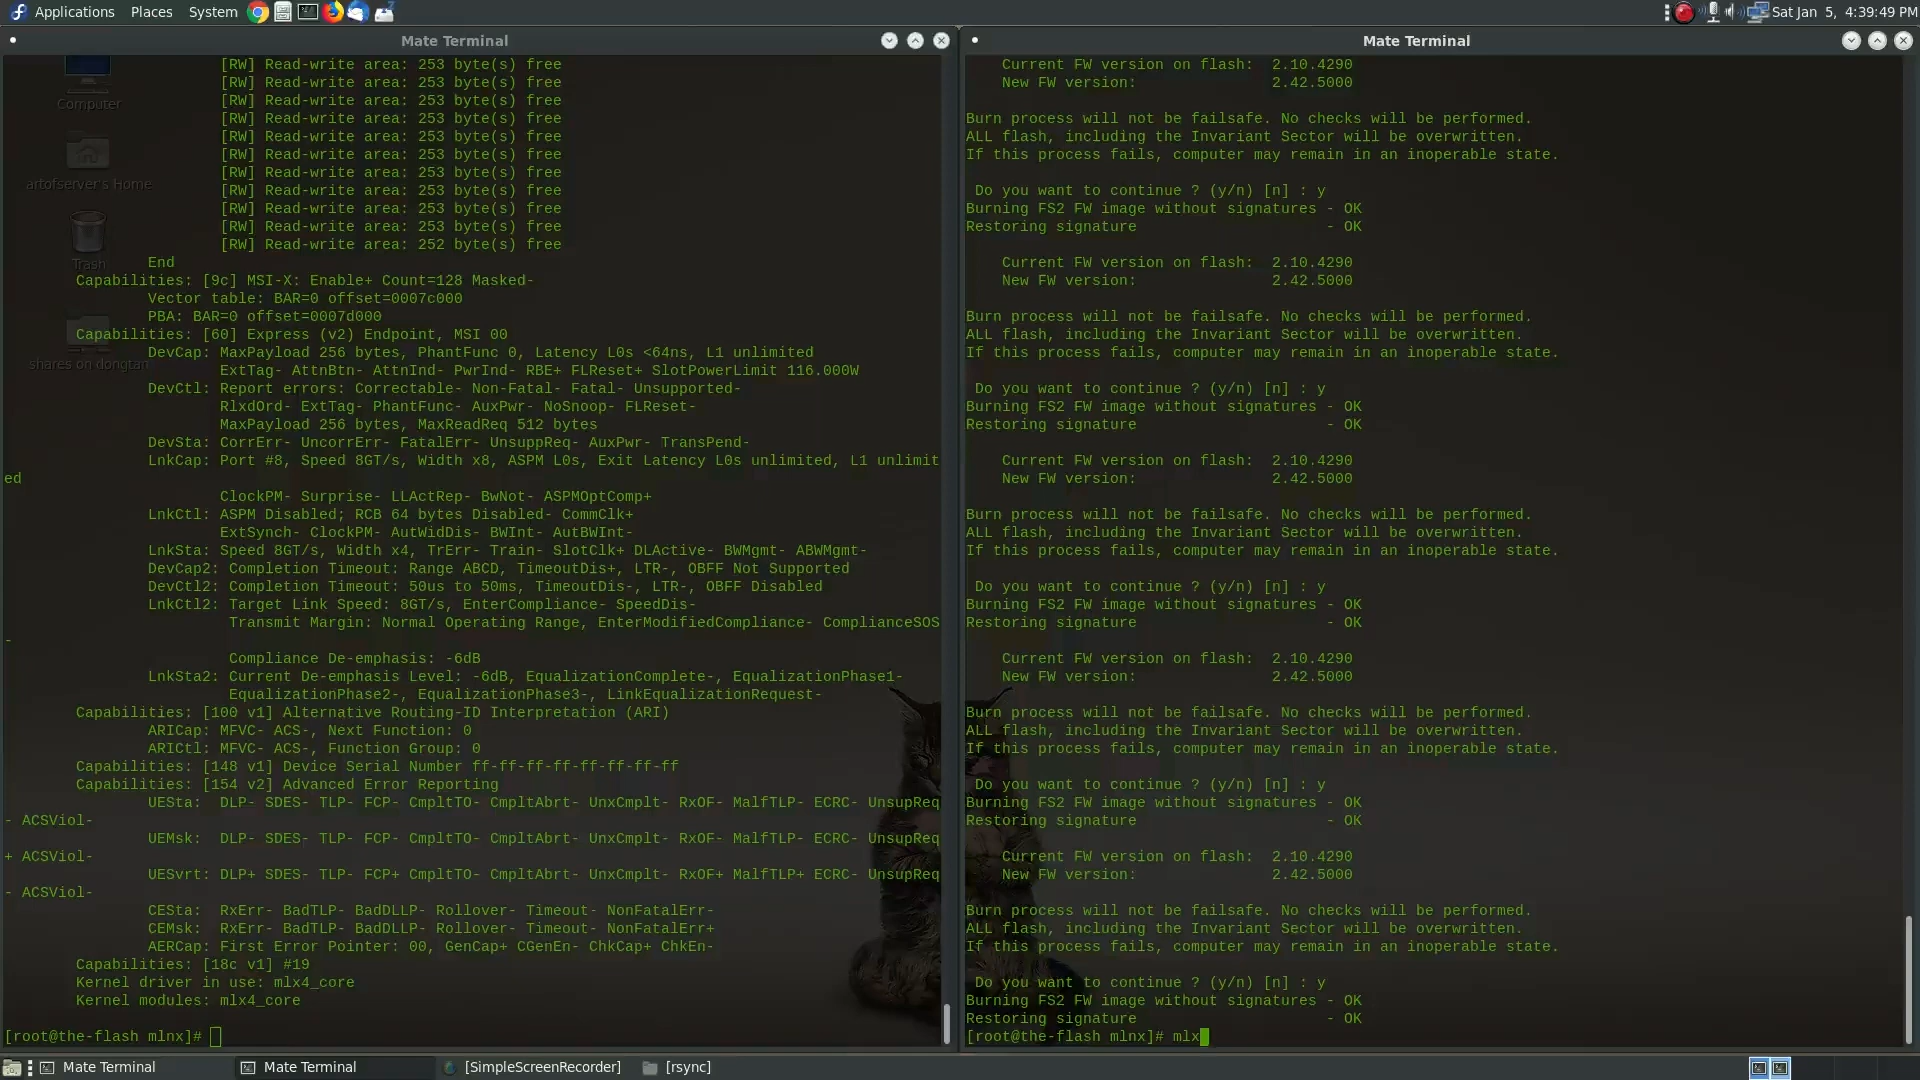 Applications Places System Sat Jan 5, 4:39:49 PM
Mate Terminal
[RW] Read-write area: 253 byte(s) free
[RW] Read-write area: 253 byte(s) free
[RW] Read-write area: 253 byte(s) free
[RW] Read-write area: 253 byte(s) free
[RW] Read-write area: 253 byte(s) free
[RW] Read-write area: 253 byte(s) free
[RW] Read-write area: 253 byte(s) free
[RW] Read-write area: 253 byte(s) free
[RW] Read-write area: 253 byte(s) free
[RW] Read-write area: 253 byte(s) free
[RW] Read-write area: 252 byte(s) free
End
Capabilities: [9c] MSI-X: Enable+ Count=128 Masked-
Vector table: BAR=0 offset=0007c000
PBA: BAR=0 offset=0007d000
Capabilities: [60] Express (v2) Endpoint, MSI 00
DevCap: MaxPayload 256 bytes, PhantFunc 0, Latency L0s <64ns, L1 unlimited
ExtTag- AttnBtn- AttnInd- PwrInd- RBE+ FLReset+ SlotPowerLimit 116.000W
DevCtl: Report errors: Correctable- Non-Fatal- Fatal- Unsupported-
RlxdOrd- ExtTag- PhantFunc- AuxPwr- NoSnoop- FLReset-
MaxPayload 256 bytes, MaxReadReq 512 bytes
DevSta: CorrErr- UncorrErr- FatalErr- UnsuppReq- AuxPwr- TransPend-
LnkCap: Port #8, Speed 8GT/s, Width x8, ASPM L0s, Exit Latency L0s unlimited, L1 unlimit
ed
ClockPM- Surprise- LLActRep- BwNot- ASPMOptComp+
LnkCtl: ASPM Disabled; RCB 64 bytes Disabled- CommClk+
ExtSynch- ClockPM- AutWidDis- BWInt- AutBWInt-
LnkSta: Speed 8GT/s, Width x4, TrErr- Train- SlotClk+ DLActive- BWMgmt- ABWMgmt-
DevCap2: Completion Timeout: Range ABCD, TimeoutDis+, LTR-, OBFF Not Supported
DevCtl2: Completion Timeout: 50us to 50ms, TimeoutDis-, LTR-, OBFF Disabled
LnkCtl2: Target Link Speed: 8GT/s, EnterCompliance- SpeedDis-
Transmit Margin: Normal Operating Range, EnterModifiedCompliance- ComplianceSOS
-
Compliance De-emphasis: -6dB
LnkSta2: Current De-emphasis Level: -6dB, EqualizationComplete-, EqualizationPhase1-
EqualizationPhase2-, EqualizationPhase3-, LinkEqualizationRequest-
Capabilities: [100 v1] Alternative Routing-ID Interpretation (ARI)
ARICap: MFVC- ACS-, Next Function: 0
ARICtl: MFVC- ACS-, Function Group: 0
Capabilities: [148 v1] Device Serial Number ff-ff-ff-ff-ff-ff-ff-ff
Capabilities: [154 v2] Advanced Error Reporting
UESta: DLP- SDES- TLP- FCP- CmpltTO- CmpltAbrt- UnxCmplt- RxOF- MalfTLP- ECRC- UnsupReq
- ACSViol-
UEMsk: DLP- SDES- TLP- FCP- CmpltTO- CmpltAbrt- UnxCmplt- RxOF- MalfTLP- ECRC- UnsupReq
+ ACSViol-
UESvrt: DLP+ SDES- TLP- FCP+ CmpltTO- CmpltAbrt- UnxCmplt- RxOF+ MalfTLP+ ECRC- UnsupReq
- ACSViol-
CESta: RxErr- BadTLP- BadDLLP- Rollover- Timeout- NonFatalErr-
CEMsk: RxErr- BadTLP- BadDLLP- Rollover- Timeout- NonFatalErr+
AERCap: First Error Pointer: 00, GenCap+ CGenEn- ChkCap+ ChkEn-
Capabilities: [18c v1] #19
Kernel driver in use: mlx4_core
Kernel modules: mlx4_core
[root@the-flash mlnx]#
Computer
artofserver's Home
Trash
shares on dongtan
Mate Terminal
Current FW version on flash: 2.10.4290
New FW version: 2.42.5000
Burn process will not be failsafe. No checks will be performed.
ALL flash, including the Invariant Sector will be overwritten.
If this process fails, computer may remain in an inoperable state.
Do you want to continue ? (y/n) [n] : y
Burning FS2 FW image without signatures - OK
Restoring signature - OK
Current FW version on flash: 2.10.4290
New FW version: 2.42.5000
Burn process will not be failsafe. No checks will be performed.
ALL flash, including the Invariant Sector will be overwritten.
If this process fails, computer may remain in an inoperable state.
Do you want to continue ? (y/n) [n] : y
Burning FS2 FW image without signatures - OK
Restoring signature - OK
Current FW version on flash: 2.10.4290
New FW version: 2.42.5000
Burn process will not be failsafe. No checks will be performed.
ALL flash, including the Invariant Sector will be overwritten.
If this process fails, computer may remain in an inoperable state.
Do you want to continue ? (y/n) [n] : y
Burning FS2 FW image without signatures - OK
Restoring signature - OK
Current FW version on flash: 2.10.4290
New FW version: 2.42.5000
Burn process will not be failsafe. No checks will be performed.
ALL flash, including the Invariant Sector will be overwritten.
If this process fails, computer may remain in an inoperable state.
Do you want to continue ? (y/n) [n] : y
Burning FS2 FW image without signatures - OK
Restoring signature - OK
Current FW version on flash: 2.10.4290
New FW version: 2.42.5000
Burn process will not be failsafe. No checks will be performed.
ALL flash, including the Invariant Sector will be overwritten.
If this process fails, computer may remain in an inoperable state.
Do you want to continue ? (y/n) [n] : y
Burning FS2 FW image without signatures - OK
Restoring signature - OK
[root@the-flash mlnx]# mlx
Mate Terminal Mate Terminal [SimpleScreenRecorder] [rsync]